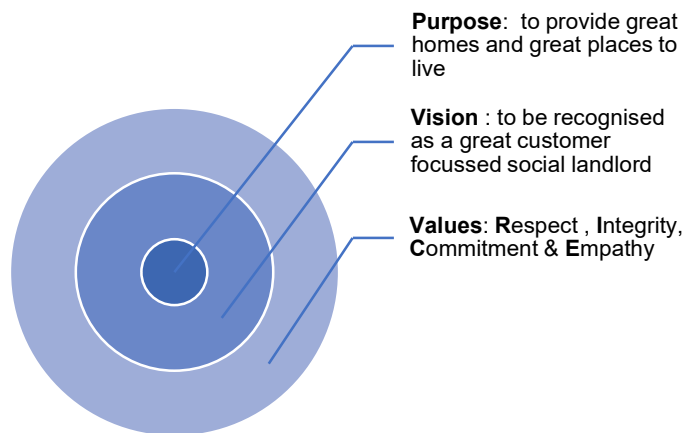 Purpose:  to provide great
homes and great places to
live
Vision : to be recognised
as a great customer
focussed social landlord
Values: Respect , Integrity,
Commitment & Empathy